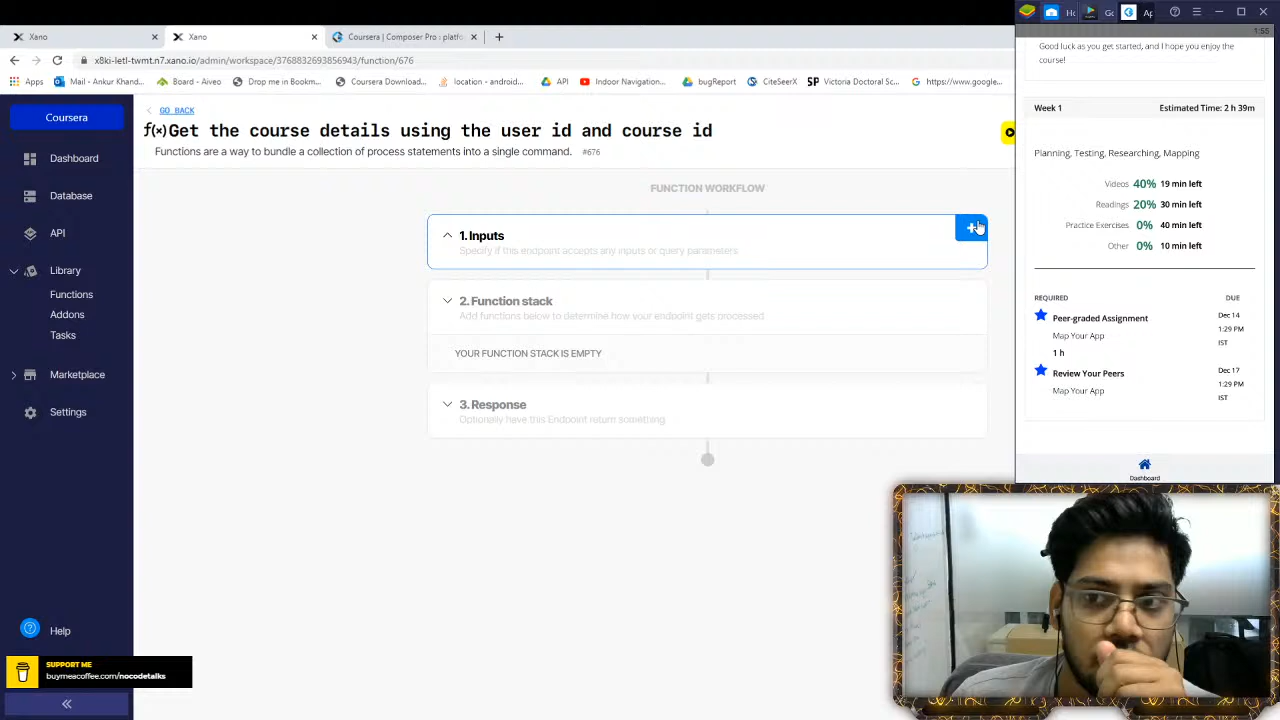 Xano
Xano
Coursera | Composer Pro : platfo
1:55
x8ki-letl-twmt.n7.xano.io/admin/workspace/3768832693856943/function/676
Apps
Mail - Ankur Khand...
Board - Aiveo
Drop me in Bookm...
Coursera Download...
location - android...
API
Indoor Navigation...
bugReport
CiteSeerX
Victoria Doctoral Sc...
https://www.google...
Coursera
Dashboard
Database
API
Library
Functions
Addons
Tasks
Marketplace
Settings
Help
SUPPORT ME
buymeacoffee.com/nocodetalks
GO BACK
f(x)Get the course details using the user id and course id
Functions are a way to bundle a collection of process statements into a single command. #676
FUNCTION WORKFLOW
1. Inputs
Specify if this endpoint accepts any inputs or query parameters
2. Function stack
Add functions below to determine how your endpoint gets processed
YOUR FUNCTION STACK IS EMPTY
3. Response
Optionally have this Endpoint return something
Good luck as you get started, and I hope you enjoy the
course!
Week 1 Estimated Time: 2 h 39m
Planning, Testing, Researching, Mapping
Videos 40% 19 min left
Readings 20% 30 min left
Practice Exercises 0% 40 min left
Other 0% 10 min left
REQUIRED DUE
Peer-graded Assignment Dec 14
Map Your App 1:29 PM
IST
1 h
Review Your Peers Dec 17
Map Your App 1:29 PM
IST
Dashboard